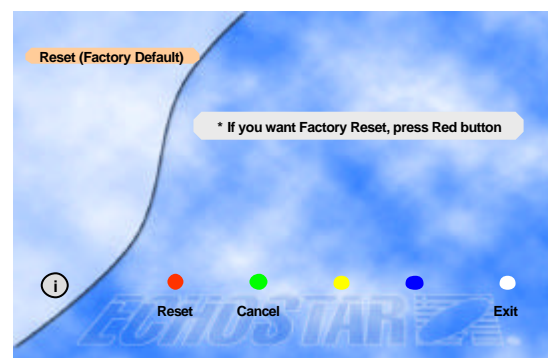 Reset (Factory Default)
* If you want Factory Reset, press Red button
i
Reset Cancel Exit
ECHOSTAR